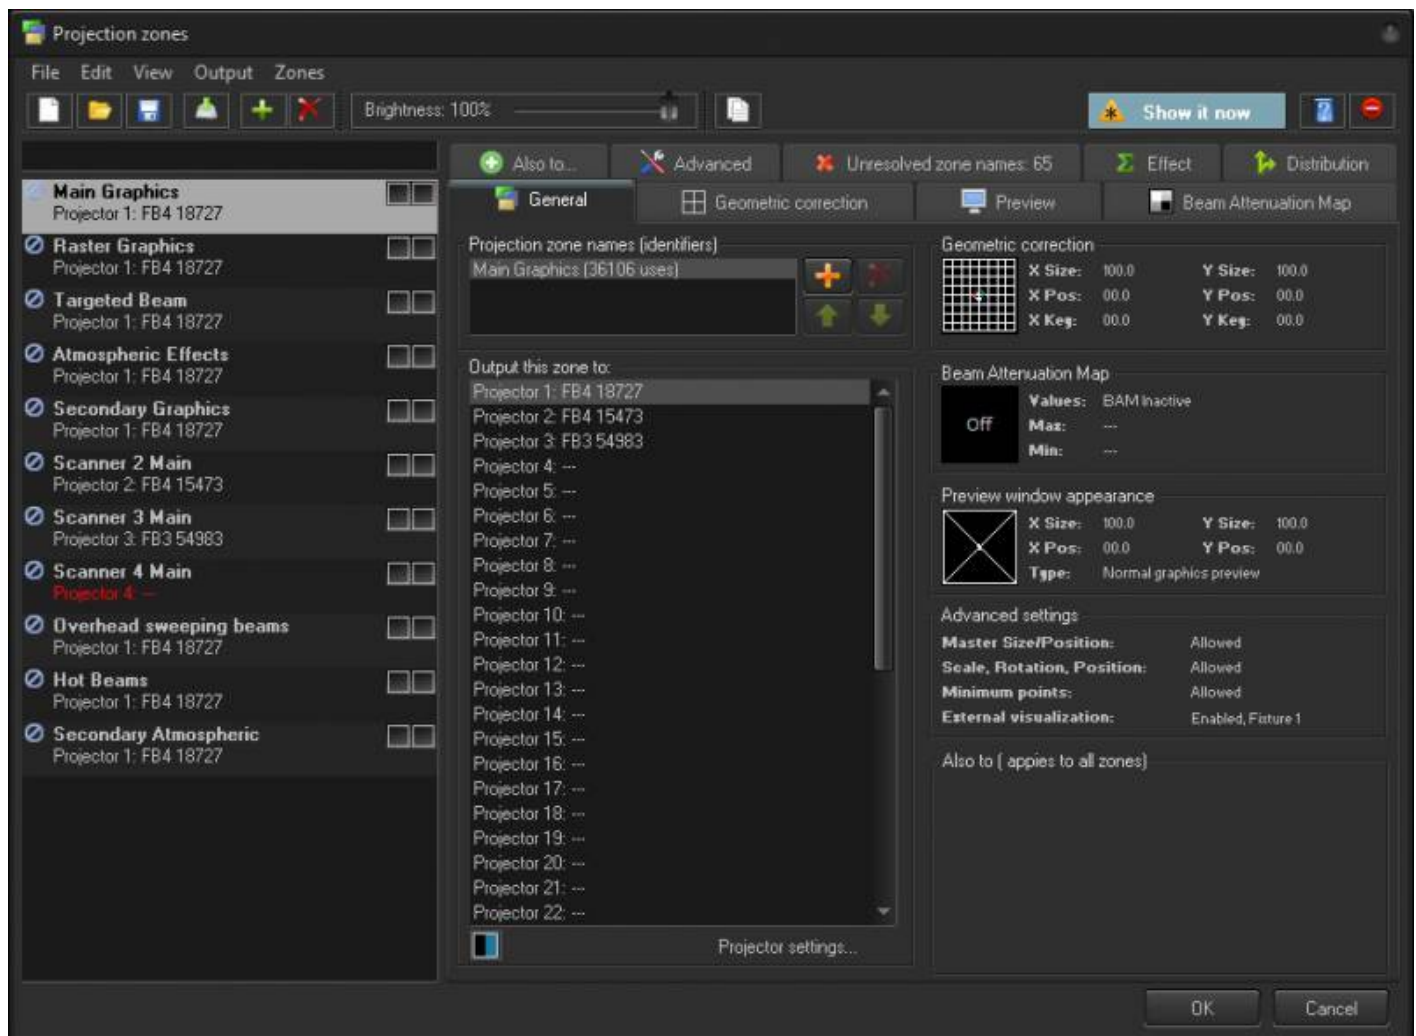 Projection zones
File Edit View Output Zones
Brightness: 100%
Show it now
Also to... Advanced Unresolved zone names: 65 Effect Distribution
General Geometric correction Preview Beam Attenuation Map
Main Graphics
Projector 1: FB4 18727
Raster Graphics
Projector 1: FB4 18727
Targeted Beam
Projector 1: FB4 18727
Atmospheric Effects
Projector 1: FB4 18727
Secondary Graphics
Projector 1: FB4 18727
Scanner 2 Main
Projector 2: FB4 15473
Scanner 3 Main
Projector 3: FB3 54983
Scanner 4 Main
Projector 4: ---
Overhead sweeping beams
Projector 1: FB4 18727
Hot Beams
Projector 1: FB4 18727
Secondary Atmospheric
Projector 1: FB4 18727
Projection zone names (identifiers)
Main Graphics (36106 uses)
Output this zone to:
Projector 1: FB4 18727
Projector 2: FB4 15473
Projector 3: FB3 54983
Projector 4: ---
Projector 5: ---
Projector 6: ---
Projector 7: ---
Projector 8: ---
Projector 9: ---
Projector 10: ---
Projector 11: ---
Projector 12: ---
Projector 13: ---
Projector 14: ---
Projector 15: ---
Projector 16: ---
Projector 17: ---
Projector 18: ---
Projector 19: ---
Projector 20: ---
Projector 21: ---
Projector 22: ---
Projector settings...
Geometric correction
X Size: 100.0 Y Size: 100.0
X Pos: 00.0 Y Pos: 00.0
X Key: 00.0 Y Key: 00.0
Beam Attenuation Map
Off
Values: BAM Inactive
Max: ---
Min: ---
Preview window appearance
X Size: 100.0 Y Size: 100.0
X Pos: 00.0 Y Pos: 00.0
Type: Normal graphics preview
Advanced settings
Master Size/Position: Allowed
Scale, Rotation, Position: Allowed
Minimum points: Allowed
External visualization: Enabled, Fixture 1
Also to ( appies to all zones)
OK Cancel